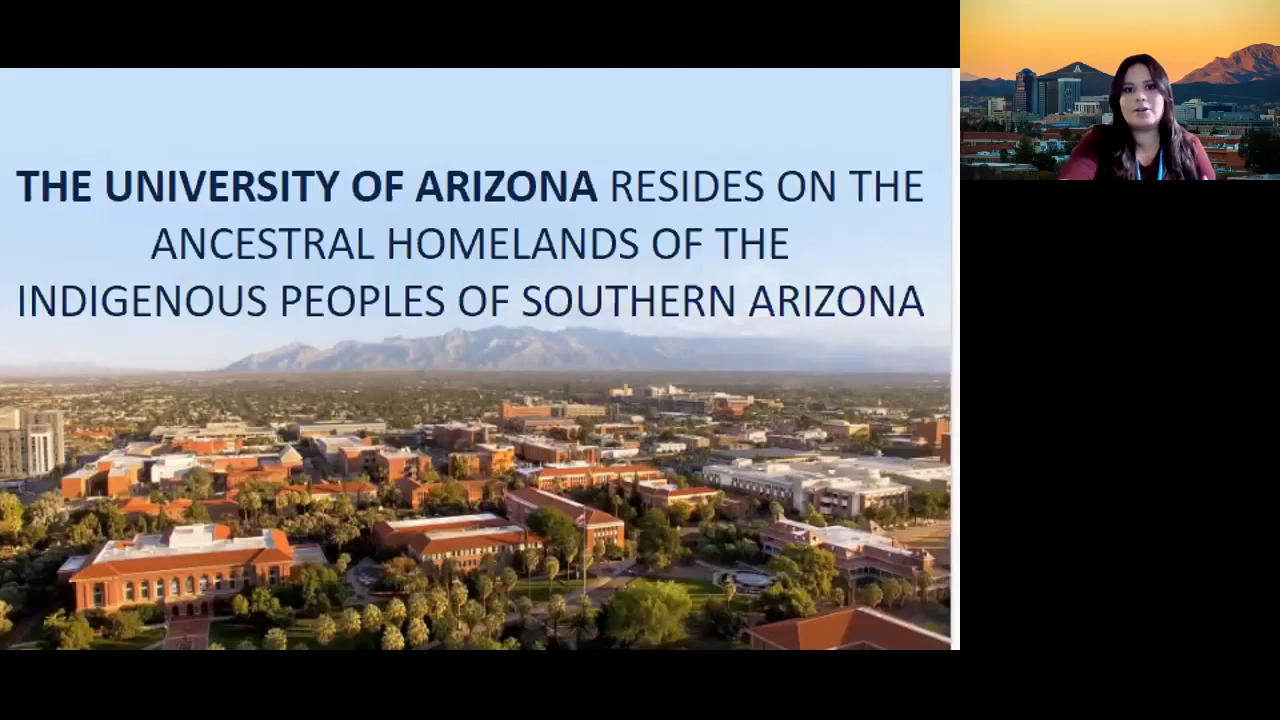 THE UNIVERSITY OF ARIZONA RESIDES ON THE
ANCESTRAL HOMELANDS OF THE
INDIGENOUS PEOPLES OF SOUTHERN ARIZONA